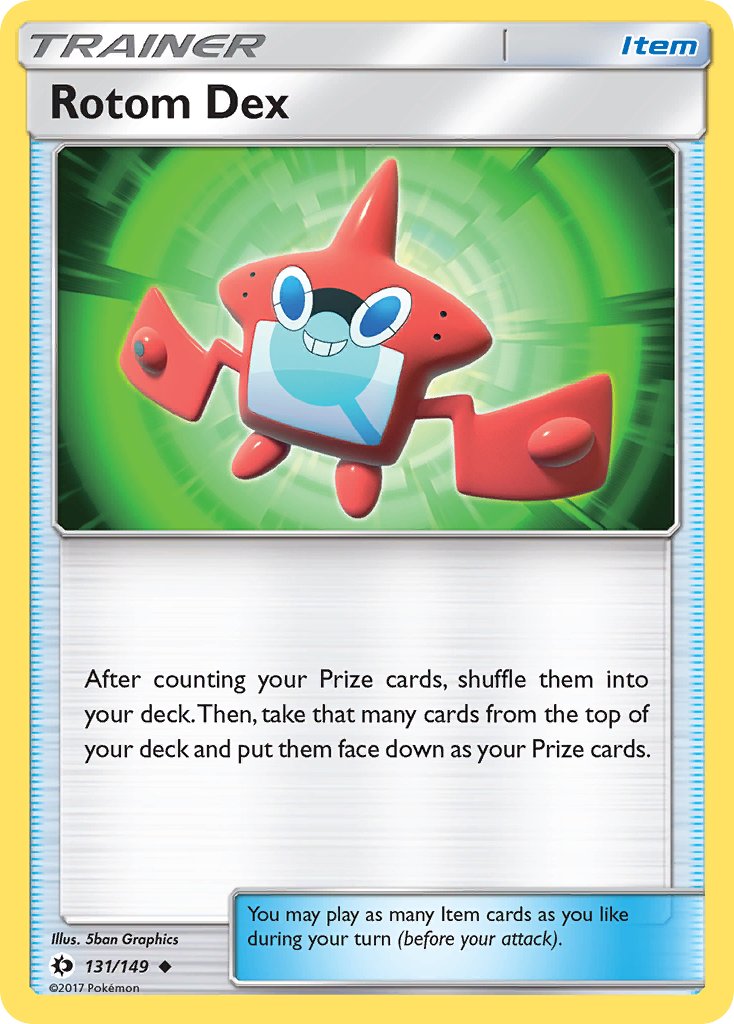 TRAINER
Item
Rotom Dex
After counting your Prize cards, shuffle them into
your deck. Then, take that many cards from the top of
your deck and put them face down as your Prize cards.
You may play as many Item cards as you like
during your turn (before your attack).
Illus. 5ban Graphics
131/149
©2017 Pokémon